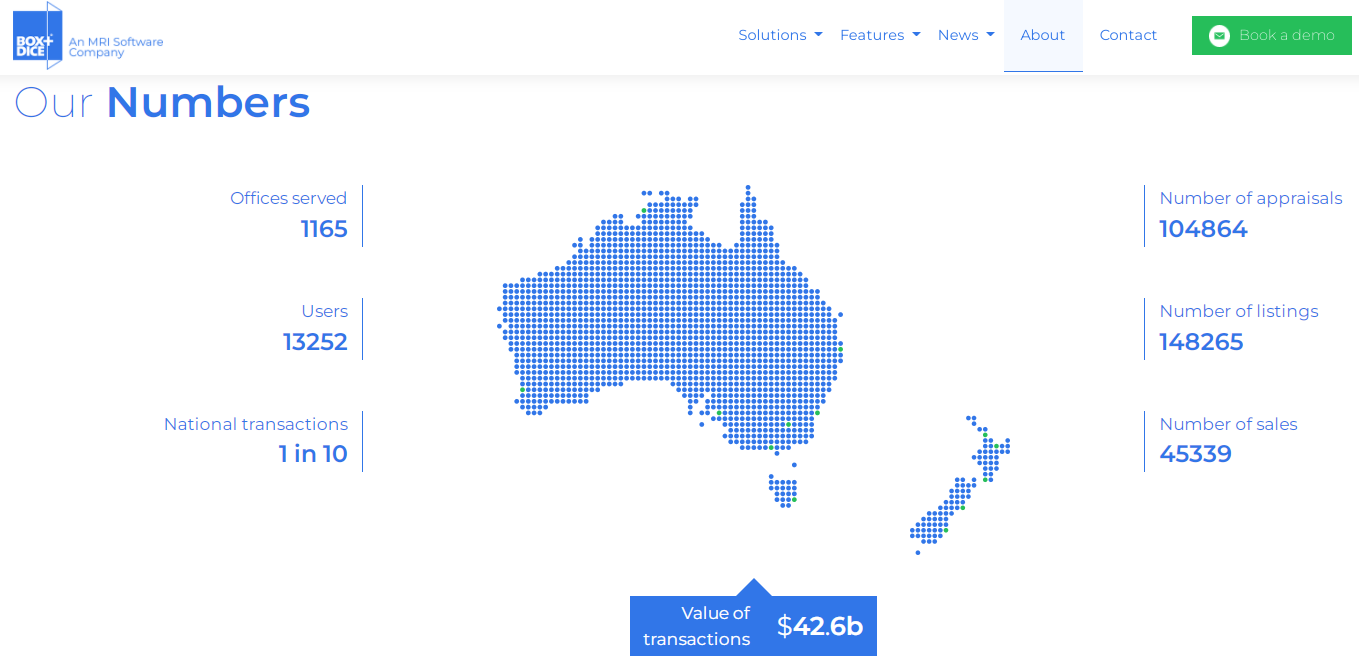 BOX+
DICE
An MRI Software
Company
Solutions
Features
News
About
Contact
Book a demo
Our Numbers
Offices served
1165
Users
13252
National transactions
1 in 10
Number of appraisals
104864
Number of listings
148265
Number of sales
45339
Value of
transactions
$42.6b